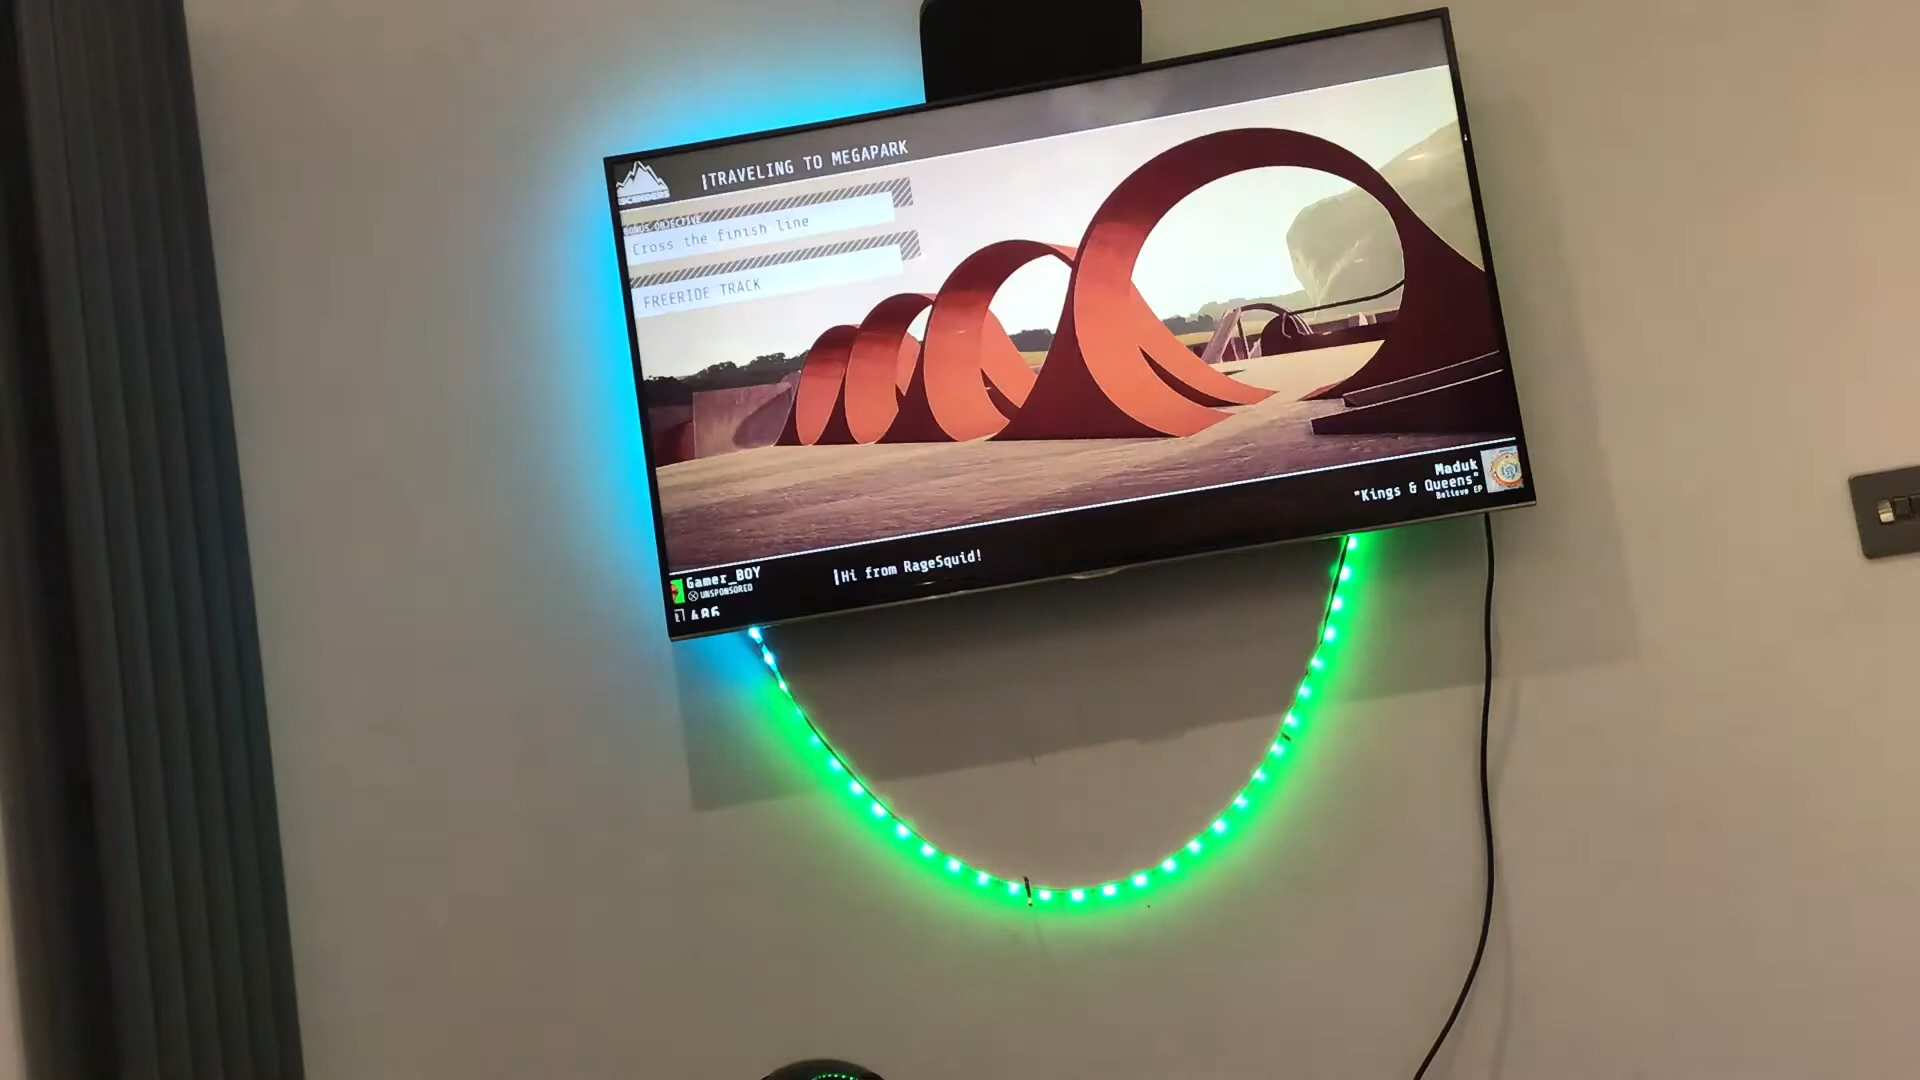 TRAVELING TO MEGAPARK
BONUS OBJECTIVE
Cross the finish line
FREERIDE TRACK
Maduk
"Kings & Queens"
Believe EP
Gamer_BOY
UNSPONSORED
Hi from RageSquid!